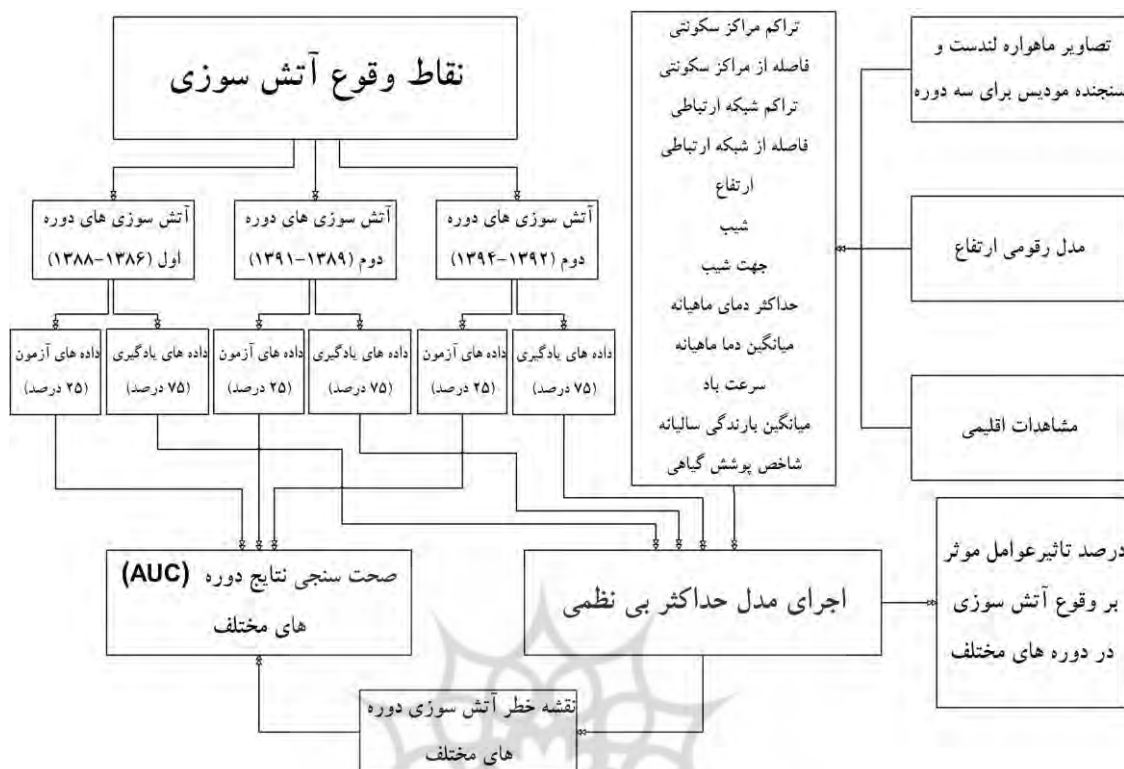 نقاط وقوع آتش سوزی
آتش سوزی های دوره
اول (۱۳۸۶-۱۳۸۸)
آتش سوزی های دوره
دوم (۱۳۸۹-۱۳۹۱)
آتش سوزی های دوره
دوم (۱۳۹۲-۱۳۹۴)
داده های آزمون
(۲۵ درصد)
داده های یادگیری
(۷۵ درصد)
داده های آزمون
(۲۵ درصد)
داده های یادگیری
(۷۵ درصد)
داده های آزمون
(۲۵ درصد)
داده های یادگیری
(۷۵ درصد)
تراکم مراکز سکونتی
فاصله از مراکز سکونتی
تراکم شبکه ارتباطی
فاصله از شبکه ارتباطی
ارتفاع
شیب
جهت شیب
حداکثر دمای ماهیانه
میانگین دما ماهیانه
سرعت باد
میانگین بارندگی سالیانه
شاخص پوشش گیاهی
تصاویر ماهواره لندست و
سنجنده مودیس برای سه دوره
مدل رقومی ارتفاع
مشاهدات اقلیمی
صحت سنجی نتایج دوره (AUC)
های مختلف
اجرای مدل حداکثر بی نظمی
درصد تاثیرعوامل موثر
بر وقوع آتش سوزی
در دوره های مختلف
نقشه خطر آتش سوزی دوره
های مختلف